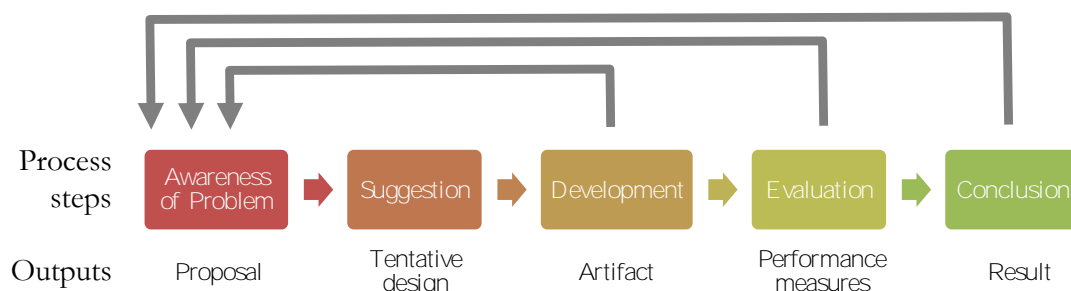 Process
steps
Awareness
of Problem
Suggestion
Development
Evaluation
Conclusion
Outputs
Proposal
Tentative
design
Artifact
Performance
measures
Result